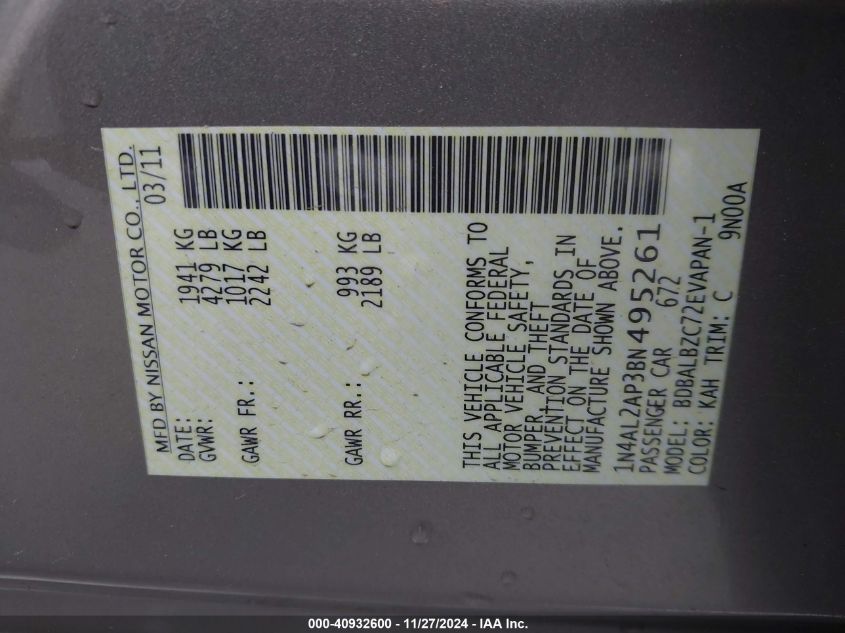 MFD BY NISSAN MOTOR CO., LTD.
DATE: 03/11
GVWR: 1941 KG
4279 LB
GAWR FR.: 1017 KG
2242 LB
GAWR RR.: 993 KG
2189 LB
THIS VEHICLE CONFORMS TO
ALL APPLICABLE FEDERAL
MOTOR VEHICLE SAFETY,
BUMPER, AND THEFT
PREVENTION STANDARDS IN
EFFECT ON THE DATE OF
MANUFACTURE SHOWN ABOVE.
1N4AL2AP3BN495261
PASSENGER CAR 672
MODEL: BDBALBZC72EVAPAN-1
COLOR: KAH TRIM: C 9N00A
000-40932600 - 11/27/2024 - IAA Inc.